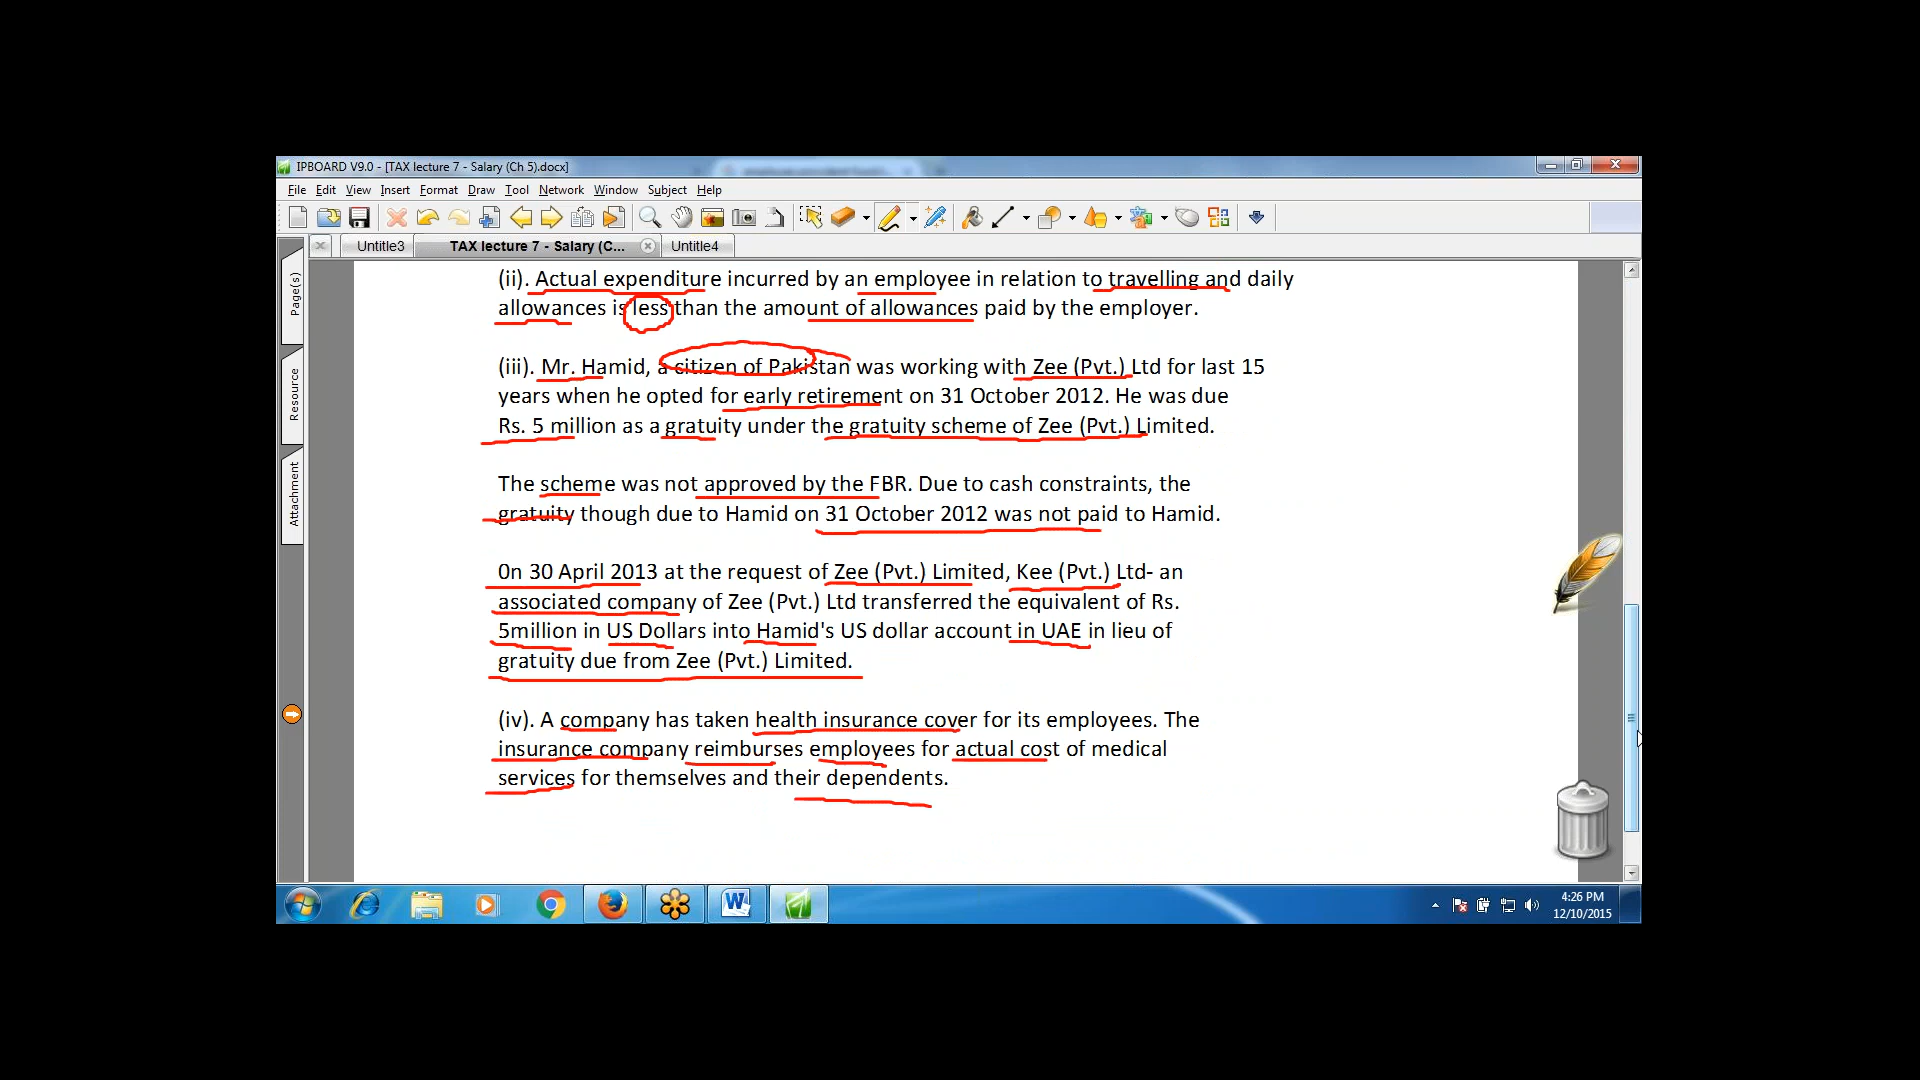 IPBOARD V9.0 - [TAX lecture 7 - Salary (Ch 5).docx]
File Edit View Insert Format Draw Tool Network Window Subject Help
Untitle3 TAX lecture 7 - Salary (C... Untitle4
Page(s)
Resource
Attachment
(ii). Actual expenditure incurred by an employee in relation to travelling and daily
allowances is less than the amount of allowances paid by the employer.
(iii). Mr. Hamid, a citizen of Pakistan was working with Zee (Pvt.) Ltd for last 15
years when he opted for early retirement on 31 October 2012. He was due
Rs. 5 million as a gratuity under the gratuity scheme of Zee (Pvt.) Limited.
The scheme was not approved by the FBR. Due to cash constraints, the
gratuity though due to Hamid on 31 October 2012 was not paid to Hamid.
0n 30 April 2013 at the request of Zee (Pvt.) Limited, Kee (Pvt.) Ltd- an
associated company of Zee (Pvt.) Ltd transferred the equivalent of Rs.
5million in US Dollars into Hamid's US dollar account in UAE in lieu of
gratuity due from Zee (Pvt.) Limited.
(iv). A company has taken health insurance cover for its employees. The
insurance company reimburses employees for actual cost of medical
services for themselves and their dependents.
4:26 PM
12/10/2015